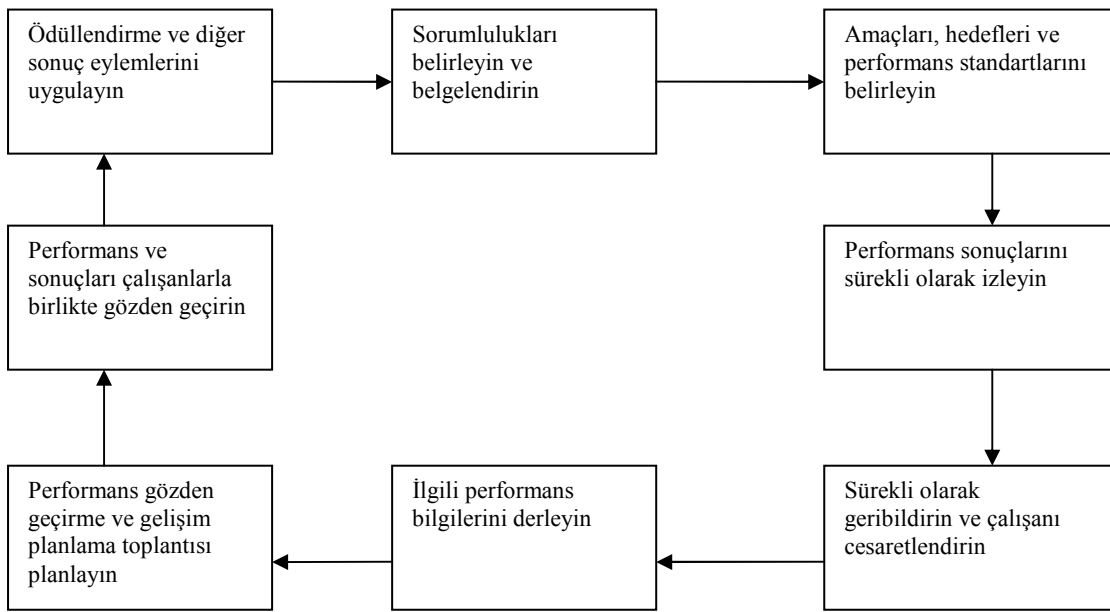 Ödüllendirme ve diğer
sonuç eylemlerini
uygulayın
Sorumlulukları
belirleyin ve
belgelendirin
Amaçları, hedefleri ve
performans standartlarını
belirleyin
Performans ve
sonuçları çalışanlarla
birlikte gözden geçirin
Performans sonuçlarını
sürekli olarak izleyin
Performans gözden
geçirme ve gelişim
planlama toplantısı
planlayın
İlgili performans
bilgilerini derleyin
Sürekli olarak
geribildirin ve çalışanı
cesaretlendirin